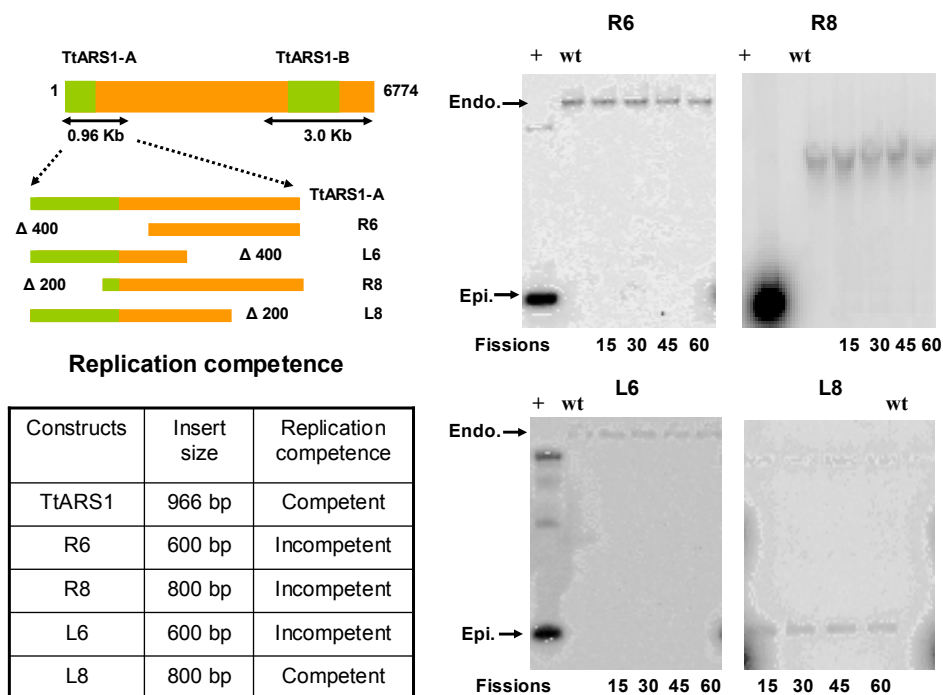 TtARS1-A TtARS1-B
1 6774
0.96 Kb 3.0 Kb
TtARS1-A
Δ 400 R6
L6 Δ 400
Δ 200 R8
L8 Δ 200
Replication competence
Constructs Insert size Replication competence
TtARS1 966 bp Competent
R6 600 bp Incompetent
R8 800 bp Incompetent
L6 600 bp Incompetent
L8 800 bp Competent
R6
+ wt
Endo.
Epi.
Fissions 15 30 45 60
R8
+ wt
15 30 45 60
L6
+ wt
Endo.
Epi.
Fissions 15 30 45 60
L8
wt
15 30 45 60